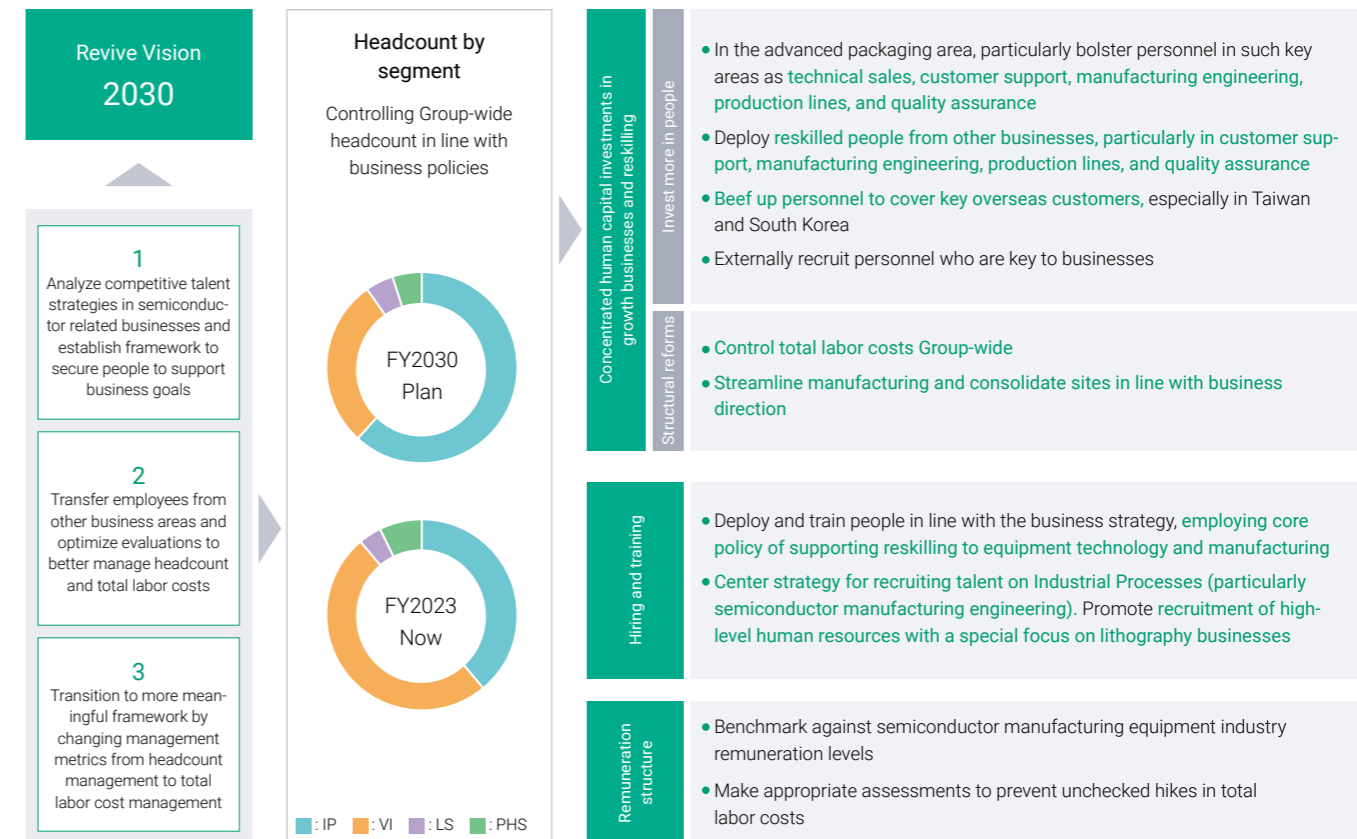 Revive Vision
2030
1
Analyze competitive talent
strategies in semiconduc-
tor related businesses and
establish framework to
secure people to support
business goals
2
Transfer employees from
other business areas and
optimize evaluations to
better manage headcount
and total labor costs
3
Transition to more mean-
ingful framework by
changing management
metrics from headcount
management to total
labor cost management
Headcount by
segment
Controlling Group-wide
headcount in line with
business policies
FY2030
Plan
FY2023
Now
: IP : VI : LS : PHS
Concentrated human capital investments in
growth businesses and reskilling
Invest more in people
• In the advanced packaging area, particularly bolster personnel in such key
areas as technical sales, customer support, manufacturing engineering,
production lines, and quality assurance
• Deploy reskilled people from other businesses, particularly in customer sup-
port, manufacturing engineering, production lines, and quality assurance
• Beef up personnel to cover key overseas customers, especially in Taiwan
and South Korea
• Externally recruit personnel who are key to businesses
Structural reforms
• Control total labor costs Group-wide
• Streamline manufacturing and consolidate sites in line with business
direction
Hiring and training
• Deploy and train people in line with the business strategy, employing core
policy of supporting reskilling to equipment technology and manufacturing
• Center strategy for recruiting talent on Industrial Processes (particularly
semiconductor manufacturing engineering). Promote recruitment of high-
level human resources with a special focus on lithography businesses
Remuneration
structure
• Benchmark against semiconductor manufacturing equipment industry
remuneration levels
• Make appropriate assessments to prevent unchecked hikes in total
labor costs